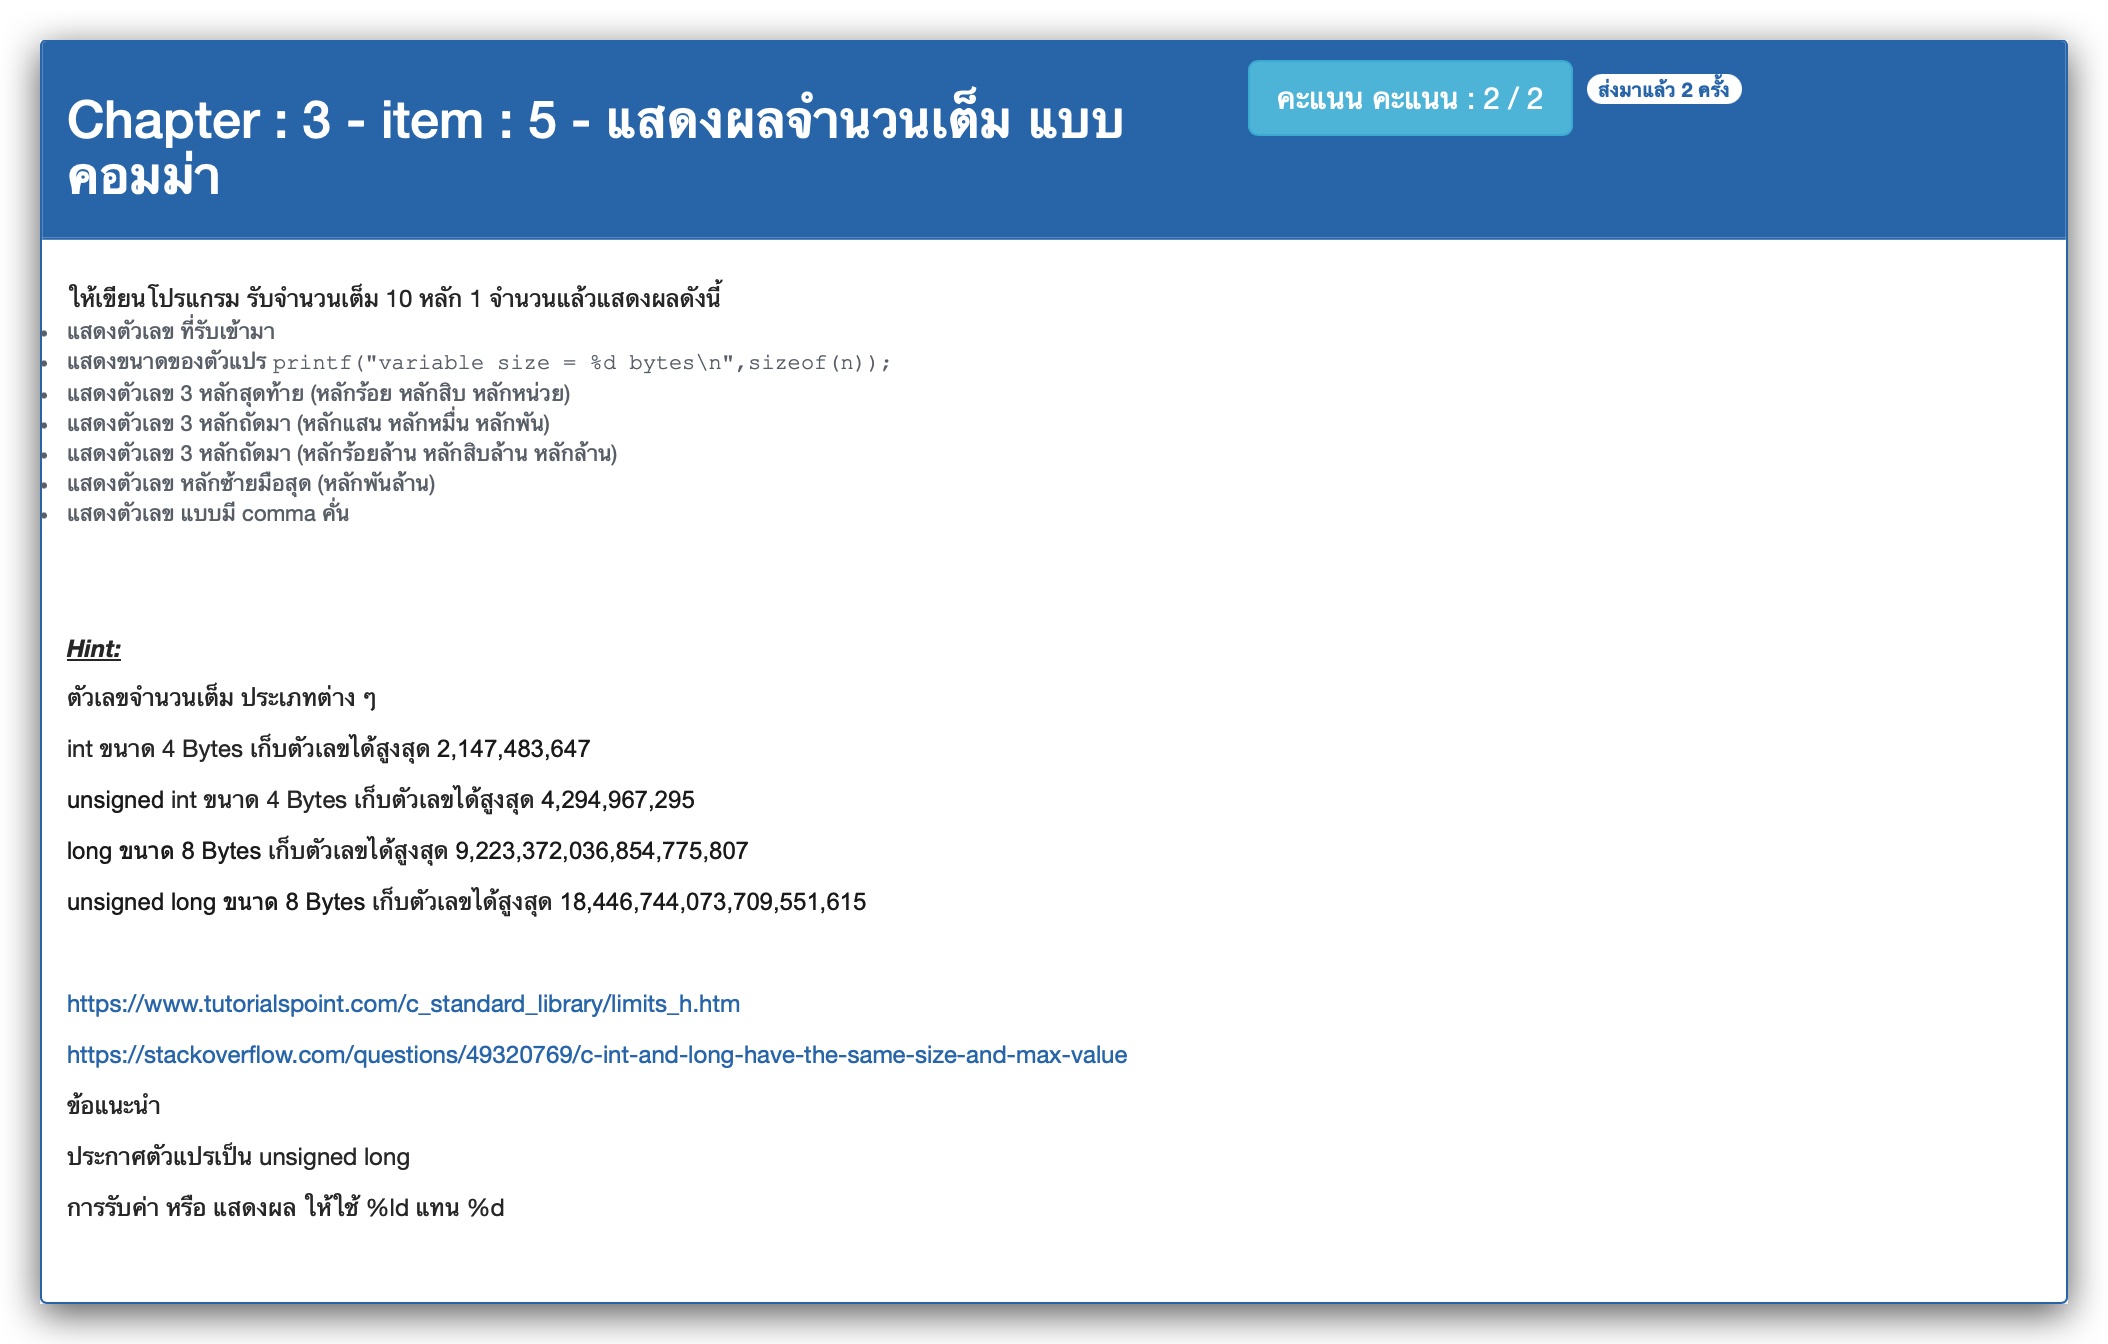 Chapter : 3 - item : 5 - แสดงผลจำนวนเต็ม แบบ
คอมม่า
คะแนน คะแนน : 2 / 2
ส่งมาแล้ว 2 ครั้ง
ให้เขียนโปรแกรม รับจำนวนเต็ม 10 หลัก 1 จำนวนแล้วแสดงผลดังนี้
• แสดงตัวเลข ที่รับเข้ามา
• แสดงขนาดของตัวแปร printf("variable size = %d bytes\n",sizeof(n));
• แสดงตัวเลข 3 หลักสุดท้าย (หลักร้อย หลักสิบ หลักหน่วย)
• แสดงตัวเลข 3 หลักถัดมา (หลักแสน หลักหมื่น หลักพัน)
• แสดงตัวเลข 3 หลักถัดมา (หลักร้อยล้าน หลักสิบล้าน หลักล้าน)
• แสดงตัวเลข หลักซ้ายมือสุด (หลักพันล้าน)
• แสดงตัวเลข แบบมี comma คั่น
Hint:
ตัวเลขจำนวนเต็ม ประเภทต่าง ๆ
int ขนาด 4 Bytes เก็บตัวเลขได้สูงสุด 2,147,483,647
unsigned int ขนาด 4 Bytes เก็บตัวเลขได้สูงสุด 4,294,967,295
long ขนาด 8 Bytes เก็บตัวเลขได้สูงสุด 9,223,372,036,854,775,807
unsigned long ขนาด 8 Bytes เก็บตัวเลขได้สูงสุด 18,446,744,073,709,551,615
https://www.tutorialspoint.com/c_standard_library/limits_h.htm
https://stackoverflow.com/questions/49320769/c-int-and-long-have-the-same-size-and-max-value
ข้อแนะนำ
ประกาศตัวแปรเป็น unsigned long
การรับค่า หรือ แสดงผล ให้ใช้ %ld แทน %d